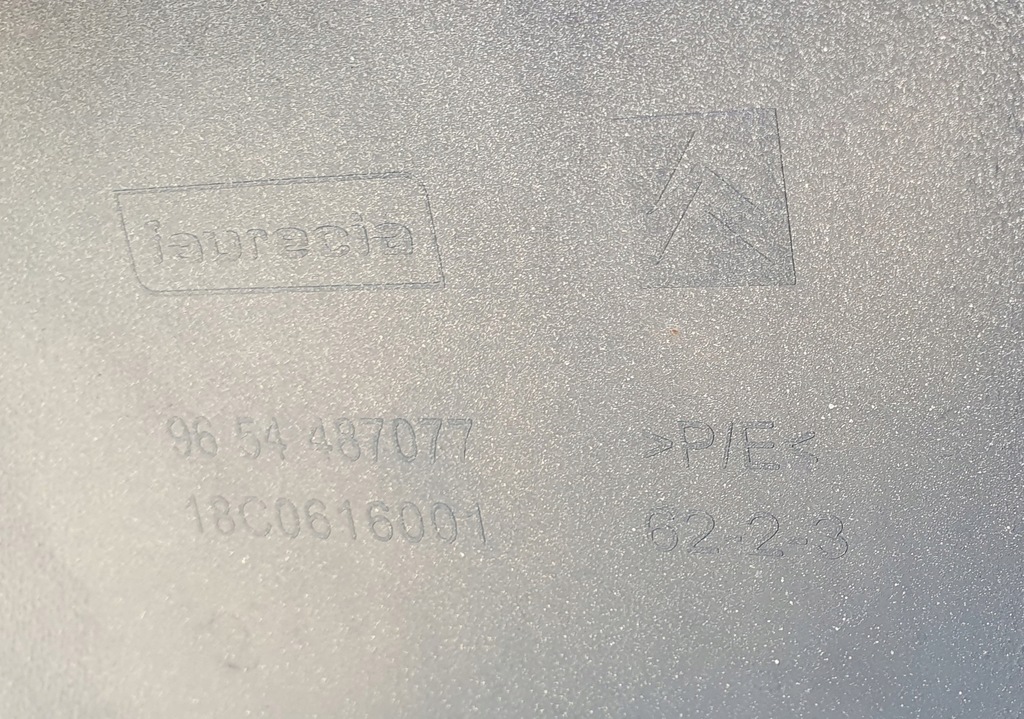 faurecia
96 54 487077
>P/E<
18C0616001
62-2-3